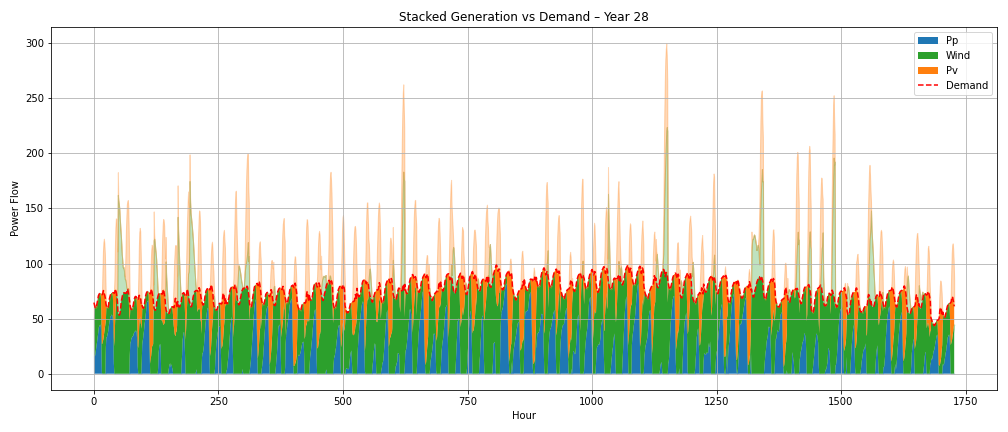 Stacked Generation vs Demand – Year 28
Power Flow
300
250
200
150
100
50
0
Pp
Wind
Pv
Demand
0
250
500
750
1000
1250
1500
1750
Hour